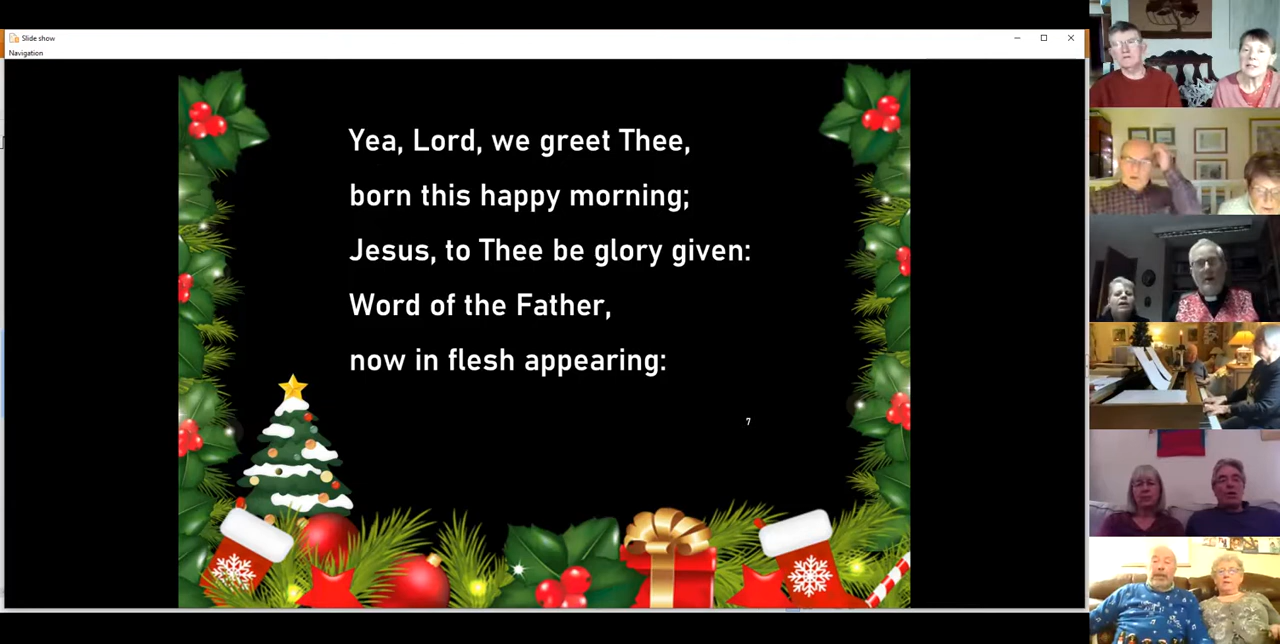 Slide show
Navigation
Yea, Lord, we greet Thee,
born this happy morning;
Jesus, to Thee be glory given:
Word of the Father,
now in flesh appearing:
7